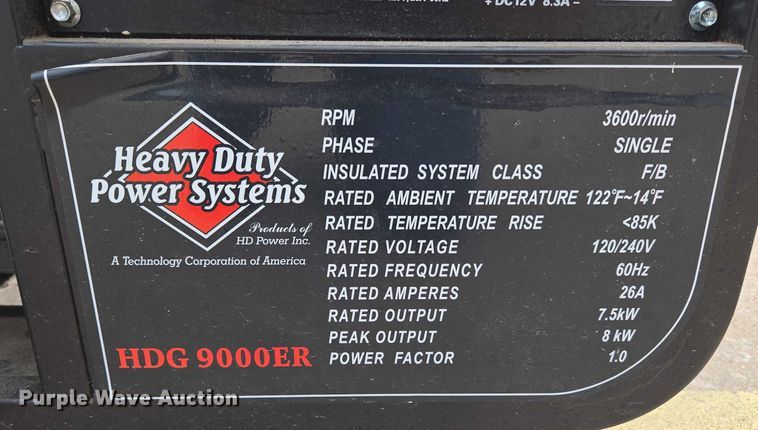 + DC12V 8.3A −
Heavy Duty
Power Systems
Products of
HD Power Inc.
A Technology Corporation of America
HDG 9000ER
RPM 3600r/min
PHASE SINGLE
INSULATED SYSTEM CLASS F/B
RATED AMBIENT TEMPERATURE 122°F~14°F
RATED TEMPERATURE RISE <85K
RATED VOLTAGE 120/240V
RATED FREQUENCY 60Hz
RATED AMPERES 26A
RATED OUTPUT 7.5kW
PEAK OUTPUT 8 kW
POWER FACTOR 1.0
Purple Wave Auction